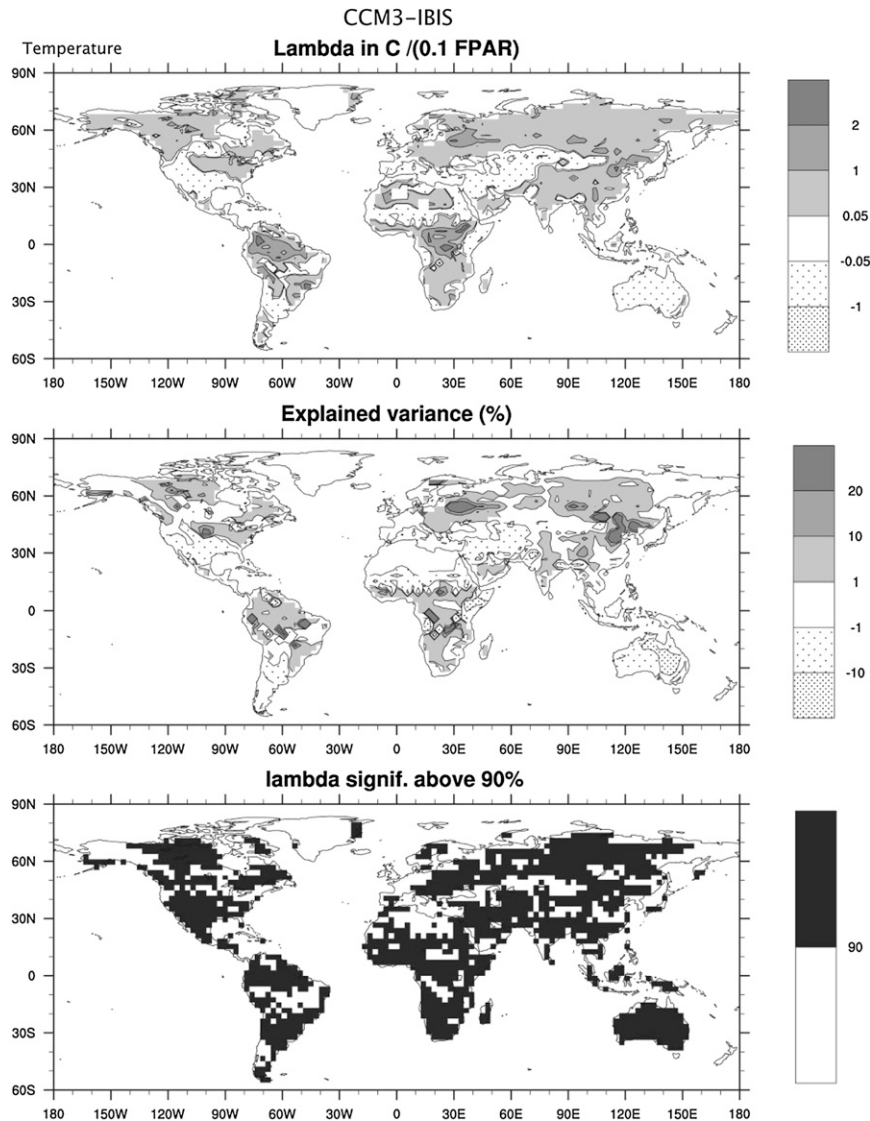 CCM3-IBIS
Temperature
Lambda in C /(0.1 FPAR)
90N
60N
30N
0
30S
60S
180 150W 120W 90W 60W 30W 0 30E 60E 90E 120E 150E 180
2
1
0.05
-0.05
-1
Explained variance (%)
90N
60N
30N
0
30S
60S
180 150W 120W 90W 60W 30W 0 30E 60E 90E 120E 150E 180
20
10
1
-1
-10
lambda signif. above 90%
90N
60N
30N
0
30S
60S
180 150W 120W 90W 60W 30W 0 30E 60E 90E 120E 150E 180
90